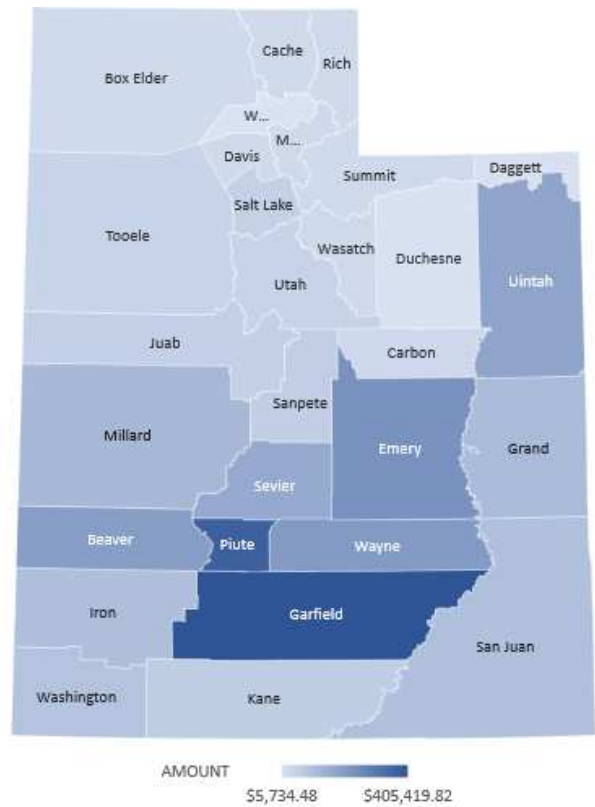 Cache
Rich
Box Elder
W...
M...
Davis
Summit
Daggett
Salt Lake
Tooele
Wasatch
Duchesne
Uintah
Utah
Juab
Carbon
Sanpete
Millard
Emery
Grand
Sevier
Beaver
Piute
Wayne
Iron
Garfield
San Juan
Washington
Kane
AMOUNT
$5,734.48 $405,419.82